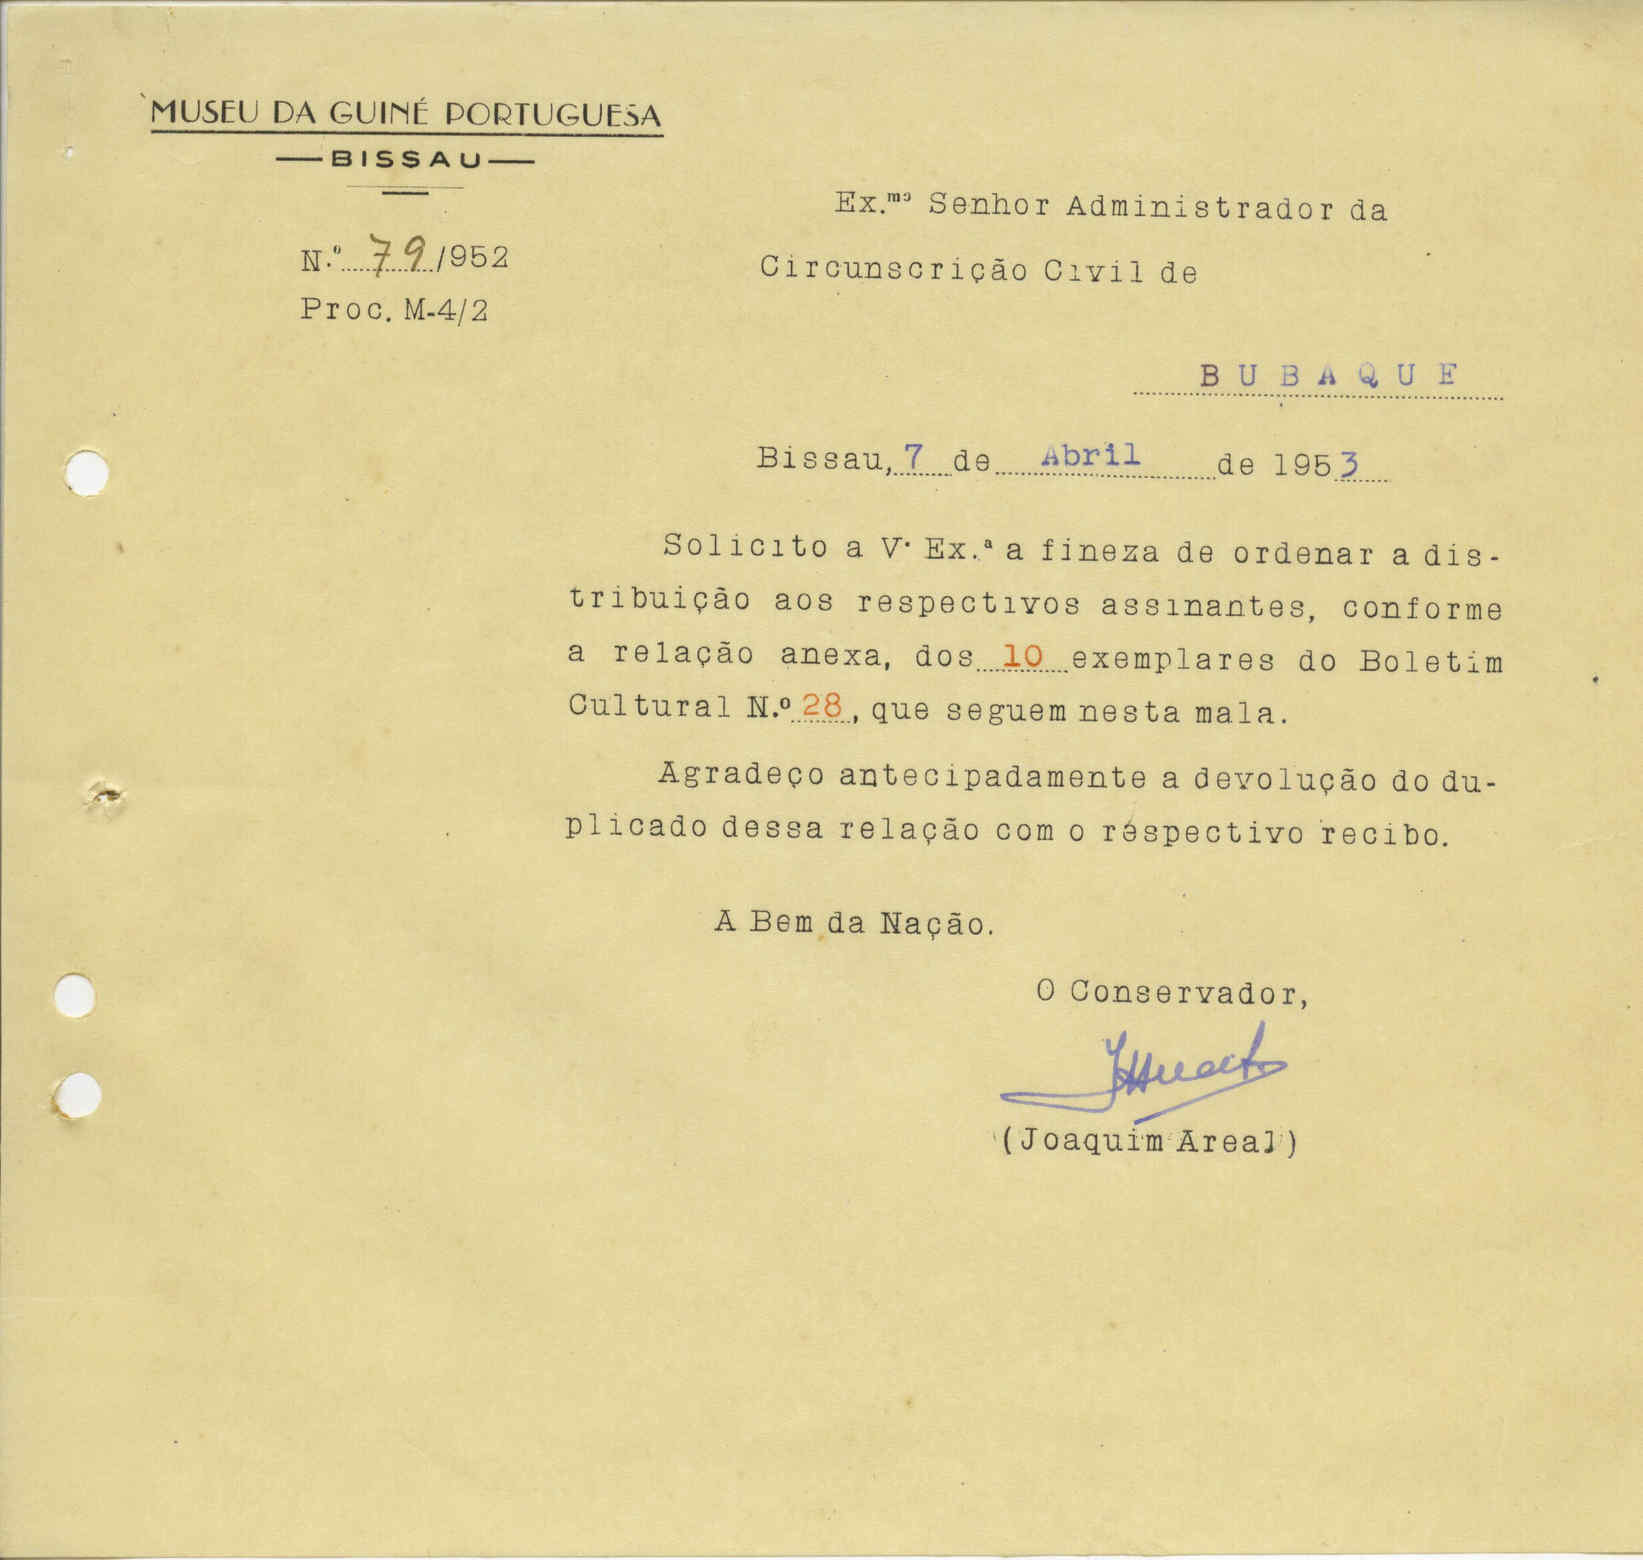 MUSEU DA GUINÉ PORTUGUESA
BISSAU
N.º 79/952
Proc. M-4/2
Ex.mo Senhor Administrador da
Circunscrição Civil de
BUBAQUE
Bissau, 7 de Abril de 1953
Solicito a V. Ex.ª a fineza de ordenar a dis-
tribuição aos respectivos assinantes, conforme
a relação anexa, dos 10 exemplares do Boletim
Cultural N.º 28, que seguem nesta mala.
Agradeço antecipadamente a devolução do du-
plicado dessa relação com o respectivo recibo.
A Bem da Nação.
O Conservador,
(Joaquim Areal)